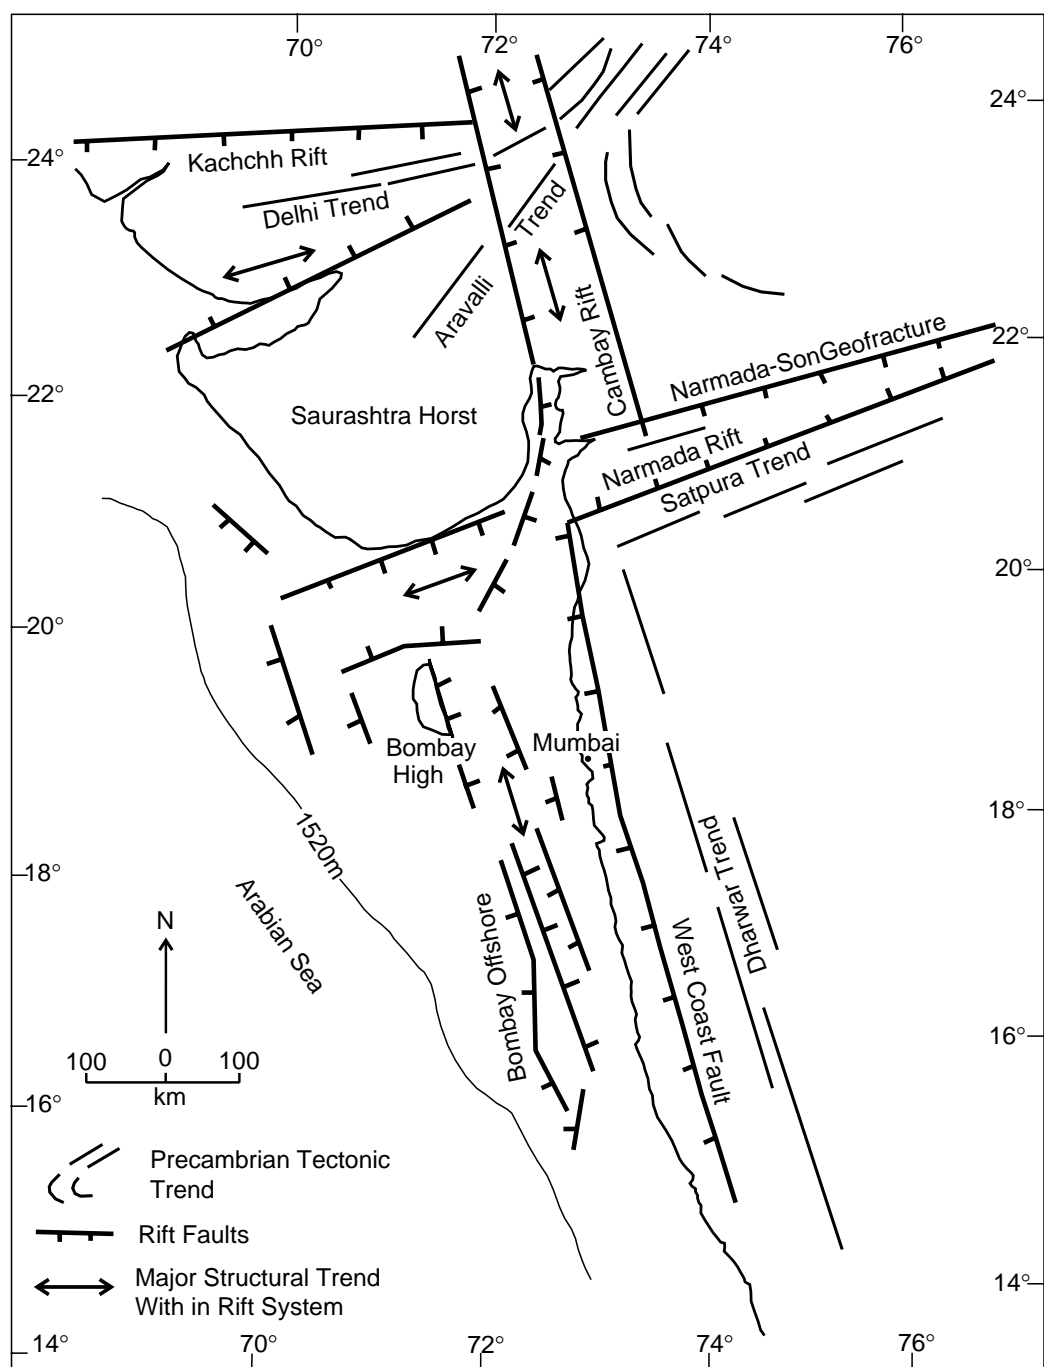 70°
72°
74°
76°
24°
24°
Kachchh Rift
Delhi Trend
Aravalli
Trend
Cambay Rift
Narmada-SonGeofracture
22°
22°
Saurashtra Horst
Narmada Rift
Satpura Trend
20°
20°
Bombay
High
Mumbai
18°
18°
1520m
Arabian Sea
Bombay Offshore
West Coast Fault
Dharwar Trend
N
100
0
100
km
16°
16°
Precambrian Tectonic
Trend
Rift Faults
Major Structural Trend
With in Rift System
14°
14°
70°
72°
74°
76°